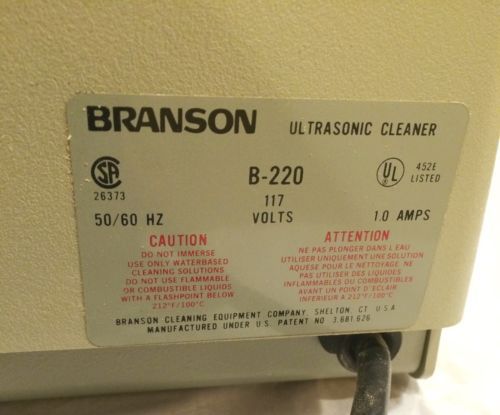 BRANSON ULTRASONIC CLEANER
SA
26373
B-220
UL 452E
LISTED
50/60 HZ
117
VOLTS
1.0 AMPS
CAUTION
DO NOT IMMERSE
USE ONLY WATERBASED
CLEANING SOLUTIONS
DO NOT USE FLAMMABLE
OR COMBUSTIBLE LIQUIDS
WITH A FLASHPOINT BELOW
212°F/100°C
ATTENTION
NE PAS PLONGER DANS L'EAU
UTILISER UNIQUEMENT UNE SOLUTION
AQUESE POUR LE NETTOYAGE. NE
PAS UTILISER DES LIQUIDES
INFLAMMABLES OU COMBUSTIBLES
AVANT UN POINT D'ECLAIR
INFERIEUR A 212°F/100°C
BRANSON CLEANING EQUIPMENT COMPANY, SHELTON, CT. U.S.A.
MANUFACTURED UNDER U.S. PATENT NO. 3,681,626